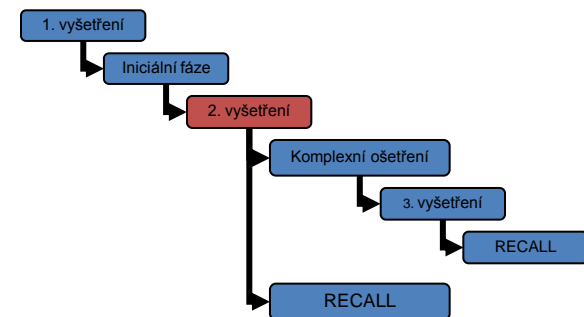 1. vyšetření
Iniciální fáze
2. vyšetření
Komplexní ošetření
3. vyšetření
RECALL
RECALL